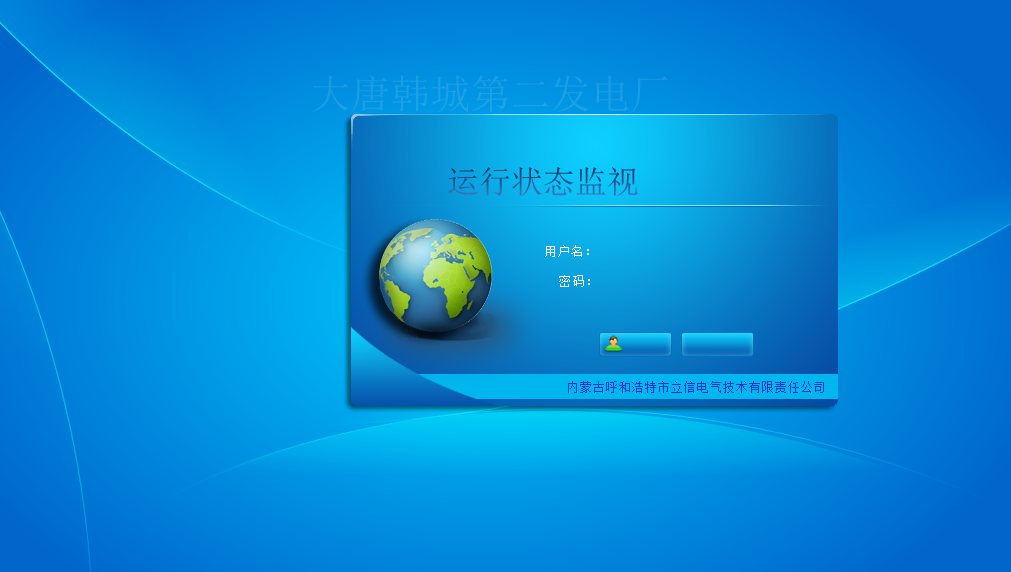 大唐韩城第二发电厂
运行状态监视
用户名：
密码：
内蒙古呼和浩特市立信电气技术有限责任公司